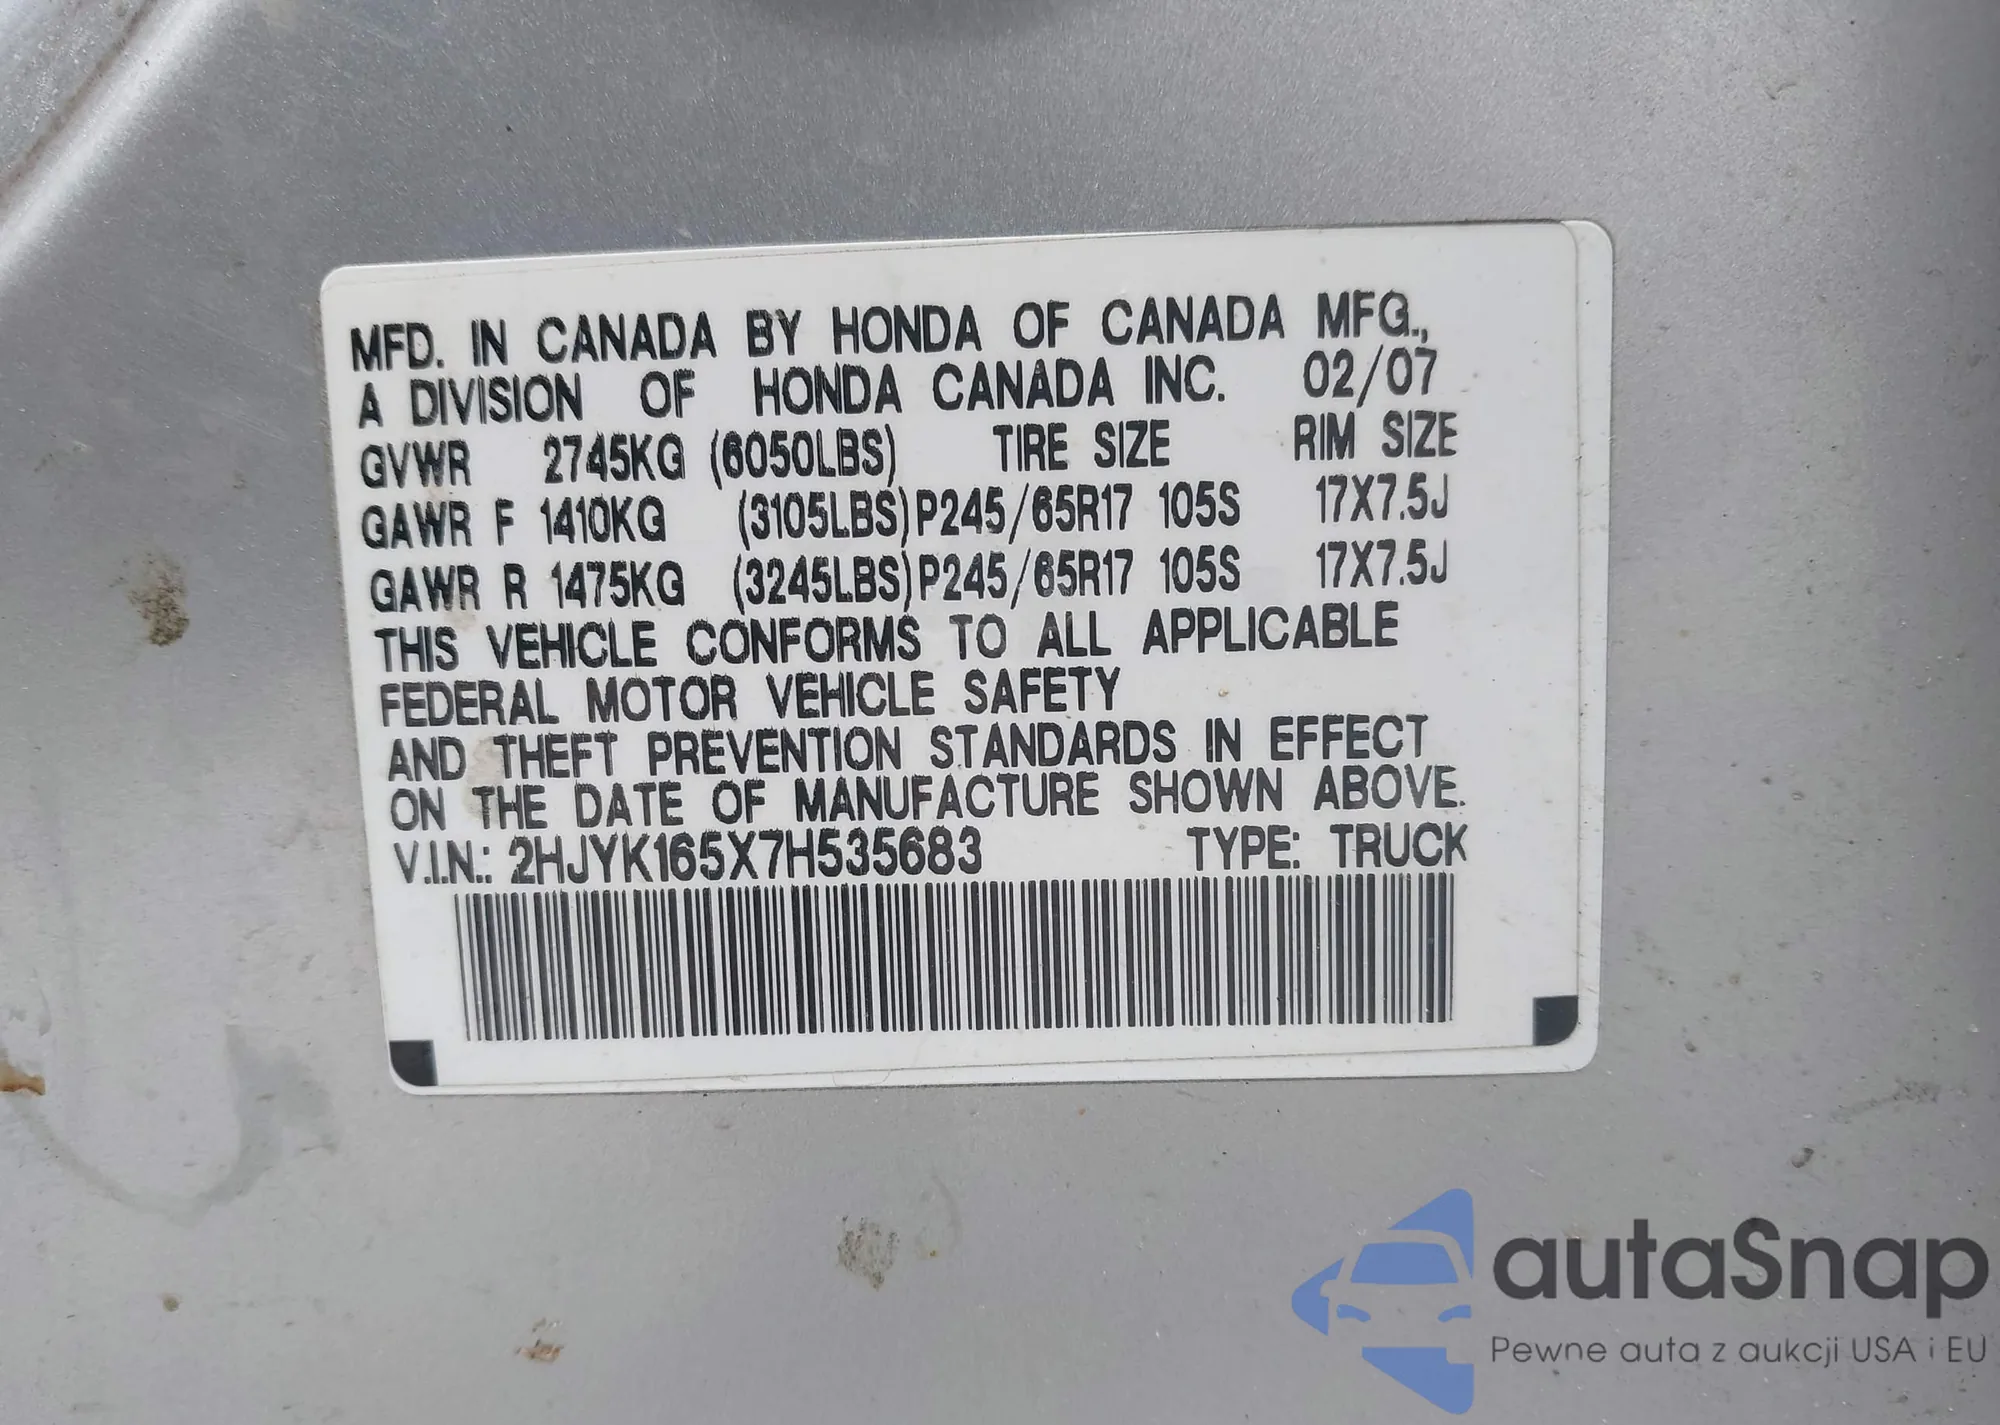 MFD. IN CANADA BY HONDA OF CANADA MFG.,
A DIVISION OF HONDA CANADA INC. 02/07
GVWR 2745KG (6050LBS) TIRE SIZE RIM SIZE
GAWR F 1410KG (3105LBS) P245/65R17 105S 17X7.5J
GAWR R 1475KG (3245LBS) P245/65R17 105S 17X7.5J
THIS VEHICLE CONFORMS TO ALL APPLICABLE
FEDERAL MOTOR VEHICLE SAFETY
AND THEFT PREVENTION STANDARDS IN EFFECT
ON THE DATE OF MANUFACTURE SHOWN ABOVE.
V.I.N.: 2HJYK165X7H535683 TYPE: TRUCK
autaSnap
Pewne auta z aukcji USA i EU